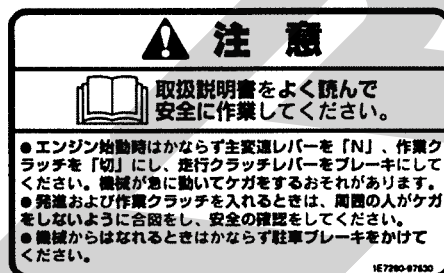 注 意
取扱説明書をよく読んで
安全に作業してください。
● エンジン始動時はかならず主変速レバーを「N」、作業ク
ラッチを「切」にし、走行クラッチレバーをブレーキにして
ください。機械が急に動いてケガをするおそれがあります。
● 発進および作業クラッチを入れるときは、周囲の人がケガ
をしないように合図をし、安全の確認をしてください。
● 機械からはなれるときはかならず駐車ブレーキをかけて
ください。
1E7280-97630